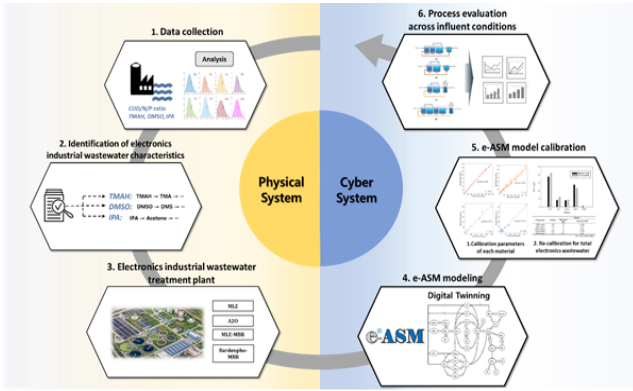 1. Data collection
Analysis
COD/N/P ratio
TMAH, DMSO, IPA
2. Identification of electronics
industrial wastewater characteristics
TMAH: TMAH → TMA → ···
DMSO: DMSO → DMS → ···
IPA: IPA → Acetone → ···
3. Electronics industrial wastewater
treatment plant
MLE
A2O
MLE-MBR
Bardenpho-
MBR
Physical
System
Cyber
System
6. Process evaluation
across influent conditions
5. e-ASM model calibration
1.Calibration parameters
of each material
2. Re-calibration for total
electronics wastewater
4. e-ASM modeling
Digital Twinning
e-ASM